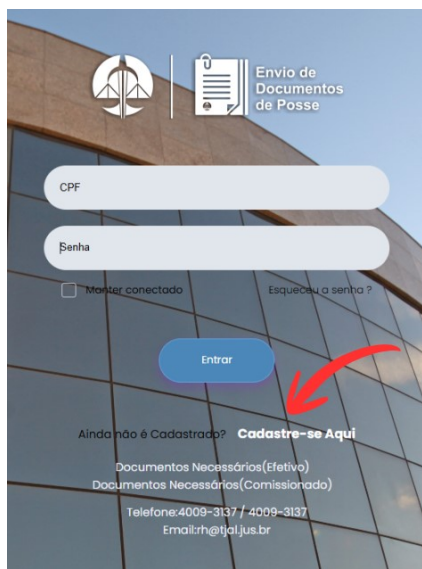 Envio de
Documentos
de Posse
CPF
Senha
Manter conectado
Esqueceu a senha ?
Entrar
Ainda não é Cadastrado? Cadastre-se Aqui
Documentos Necessários(Efetivo)
Documentos Necessários(Comissionado)
Telefone:4009-3137 / 4009-3137
Email:rh@tjal.jus.br